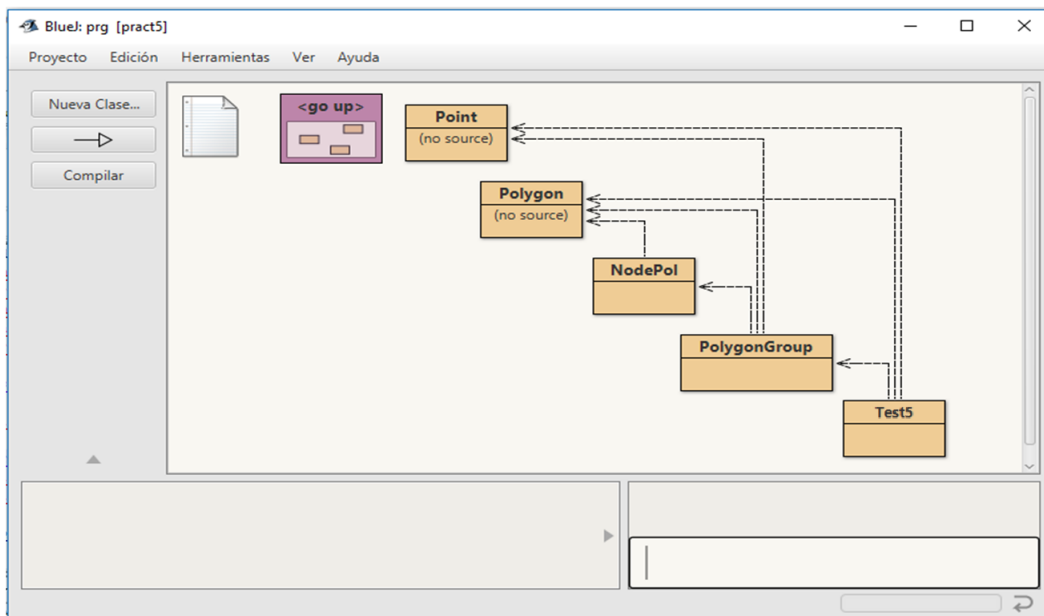 BlueJ: prg [pract5]
Proyecto Edición Herramientas Ver Ayuda
Nueva Clase...
Compilar
<go up>
Point
(no source)
Polygon
(no source)
NodePol
PolygonGroup
Test5